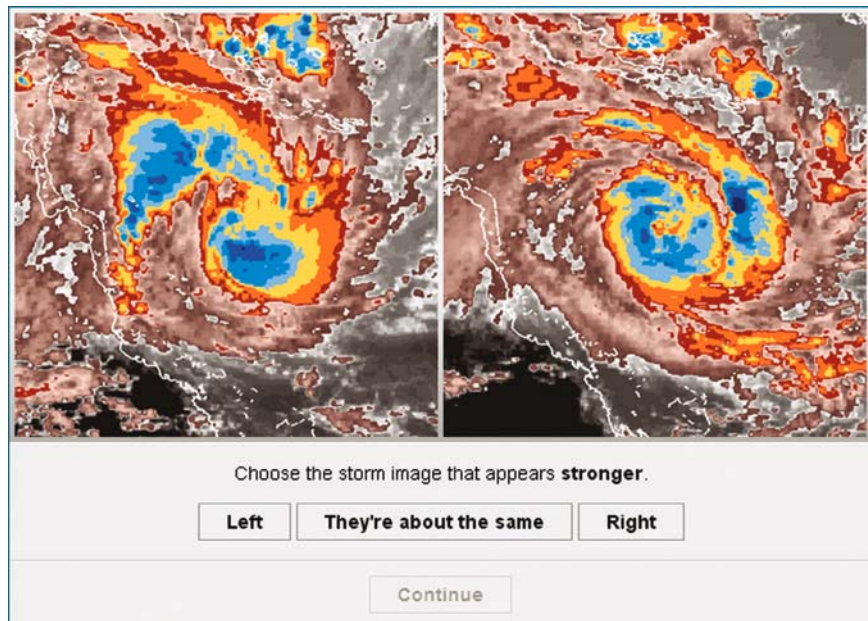 Choose the storm image that appears stronger.
Left
They're about the same
Right
Continue